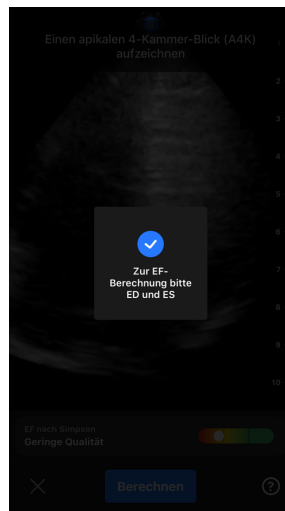 Einen apikalen 4-Kammer-Blick (A4K)
aufzeichnen
2
3
4
5
6
7
8
9
10
Zur EF-
Berechnung bitte
ED und ES
EF nach Simpson
Geringe Qualität
Berechnen
?